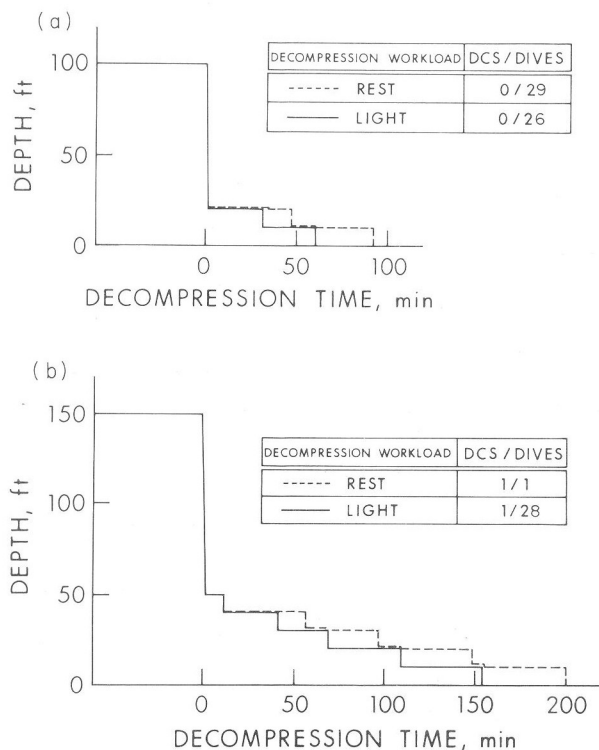 (a)
DECOMPRESSION WORKLOAD DCS/DIVES
REST 0/29
LIGHT 0/26
100
50
0
DEPTH, ft
0 50 100
DECOMPRESSION TIME, min
(b)
150
DECOMPRESSION WORKLOAD DCS/DIVES
REST 1/1
LIGHT 1/28
100
50
0
DEPTH, ft
0 50 100 150 200
DECOMPRESSION TIME, min